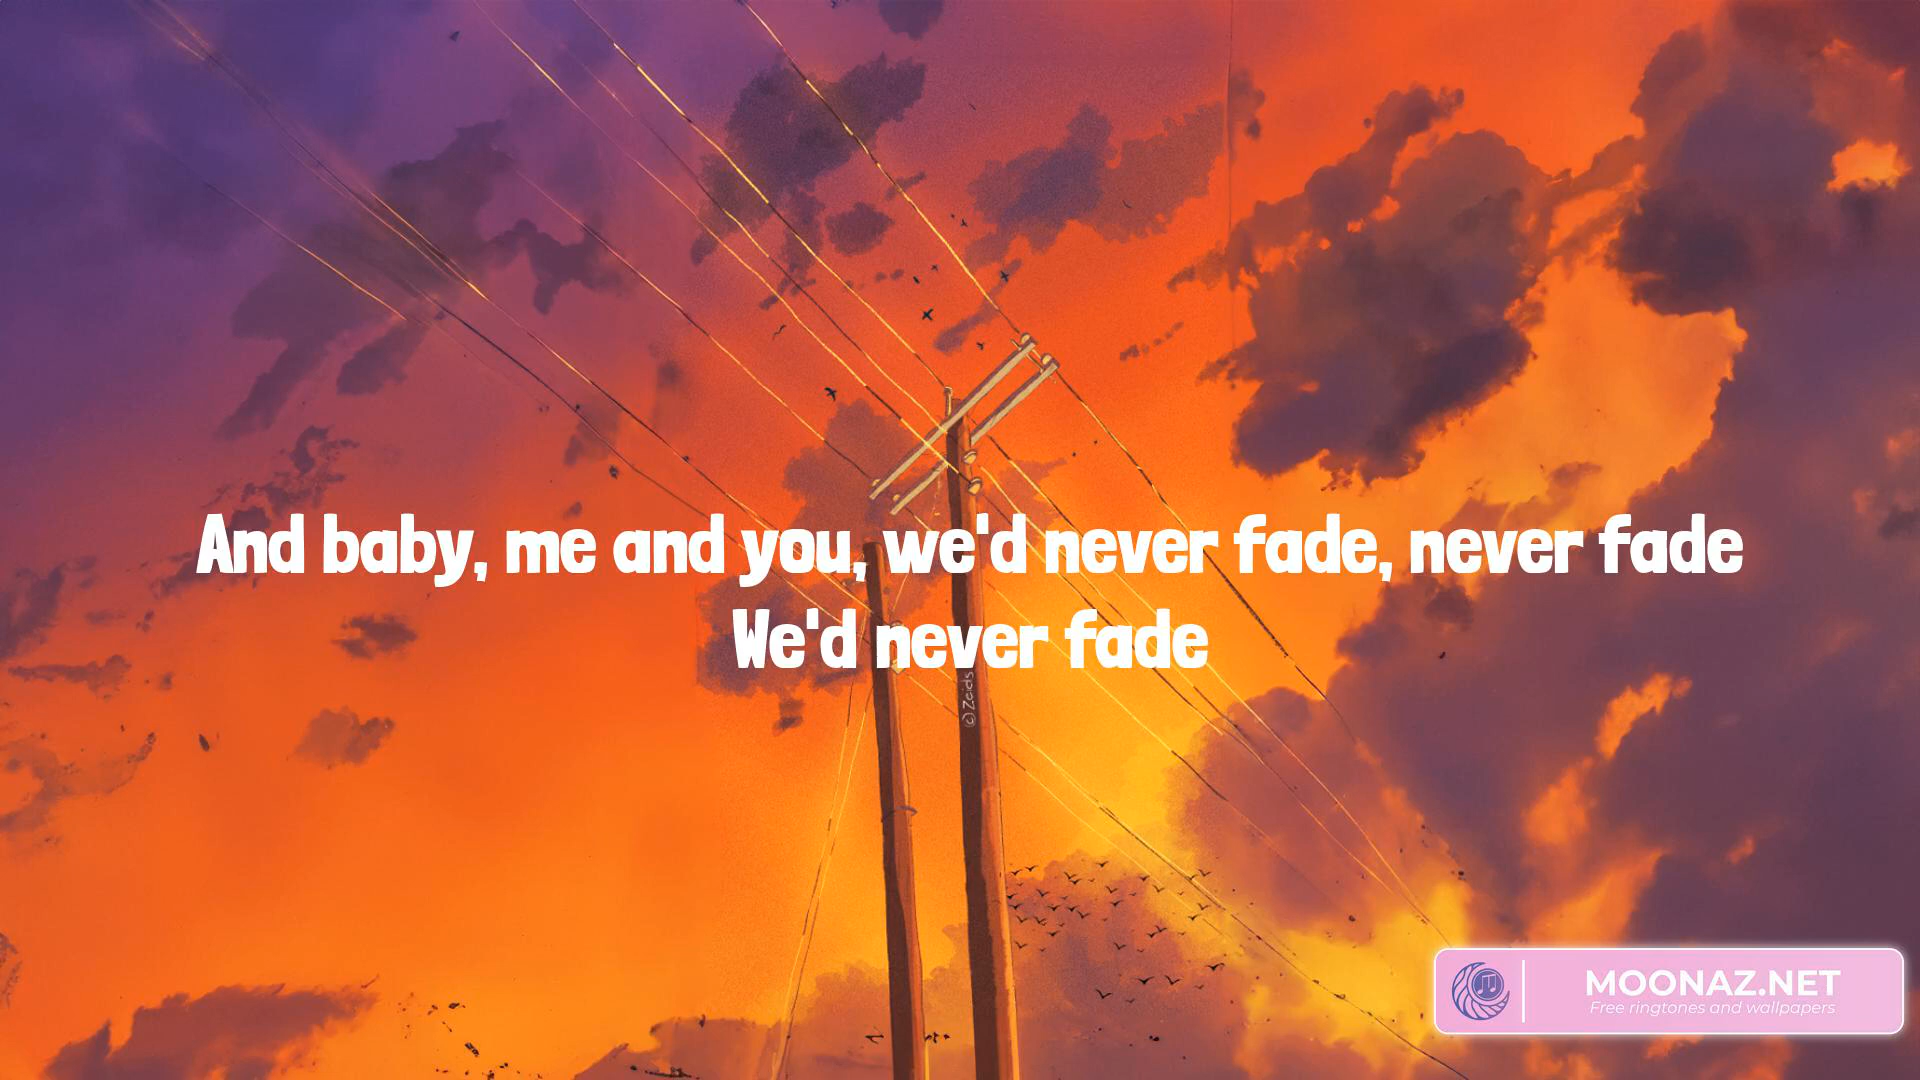 And baby, me and you, we'd never fade, never fade
We'd never fade
© Zaids
MOONAZ.NET
Free ringtones and wallpapers